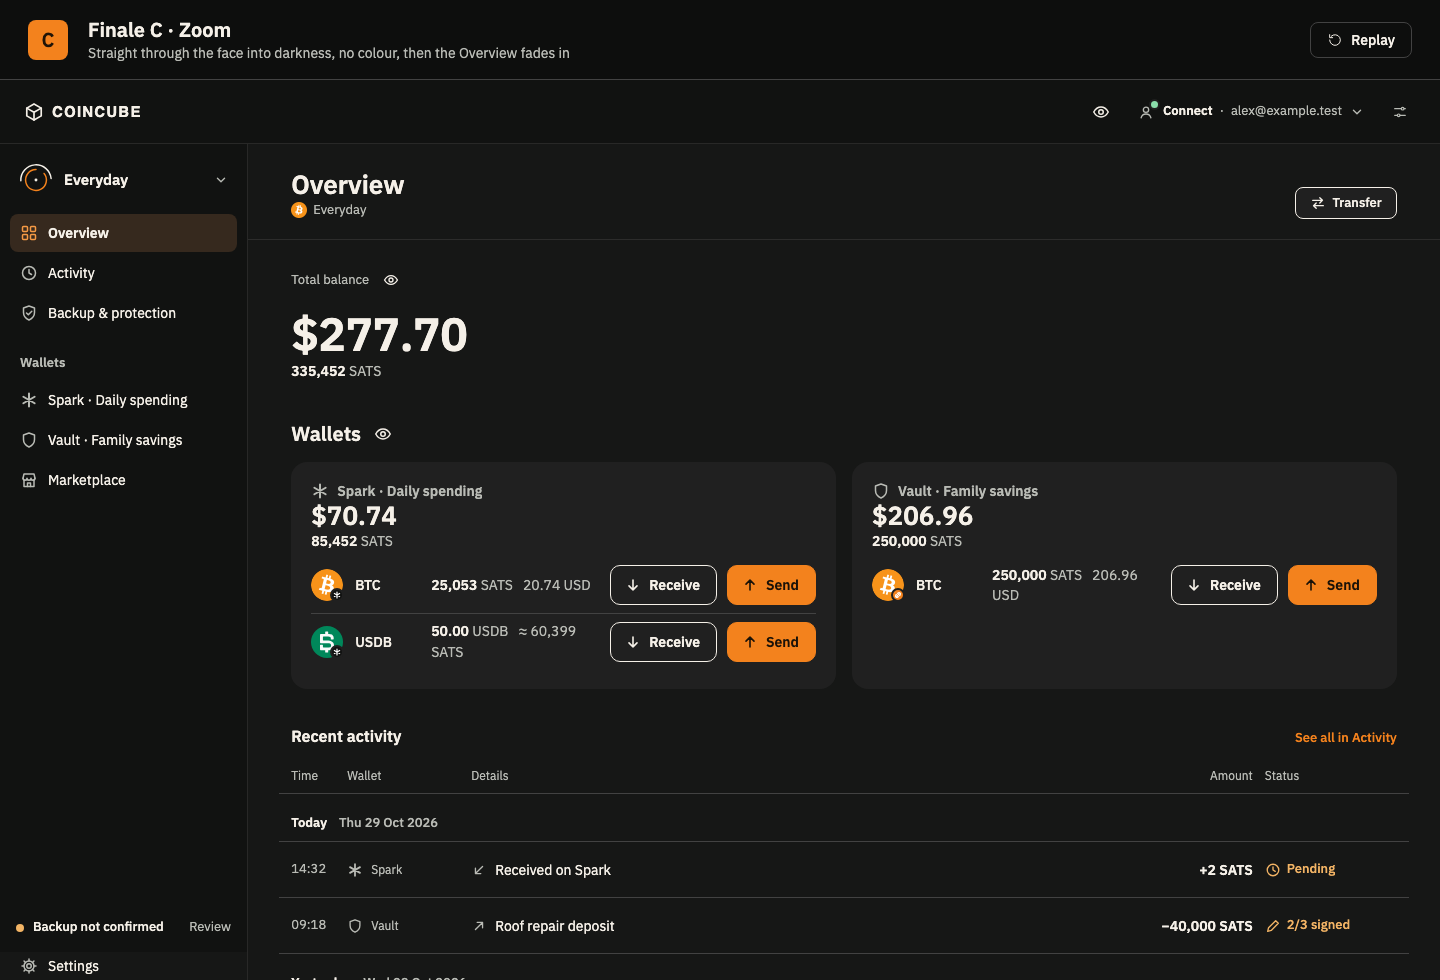 C
Finale C · Zoom
Straight through the face into darkness, no colour, then the Overview fades in
Replay
COINCUBE
Connect · alex@example.test
Everyday
Overview
Activity
Backup & protection
Wallets
Spark · Daily spending
Vault · Family savings
Marketplace
Backup not confirmed Review
Settings
Overview
Everyday
Transfer
Total balance
$277.70
335,452 SATS
Wallets
Spark · Daily spending
$70.74
85,452 SATS
BTC 25,053 SATS 20.74 USD Receive Send
USDB 50.00 USDB ≈ 60,399
SATS
Receive Send
Vault · Family savings
$206.96
250,000 SATS
BTC 250,000 SATS 206.96
USD
Receive Send
Recent activity See all in Activity
Time Wallet Details Amount Status
Today Thu 29 Oct 2026
14:32 Spark Received on Spark +2 SATS Pending
09:18 Vault Roof repair deposit −40,000 SATS 2/3 signed